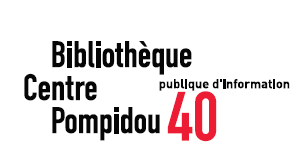 Bibliothèque
Centre publique d'information
Pompidou 40